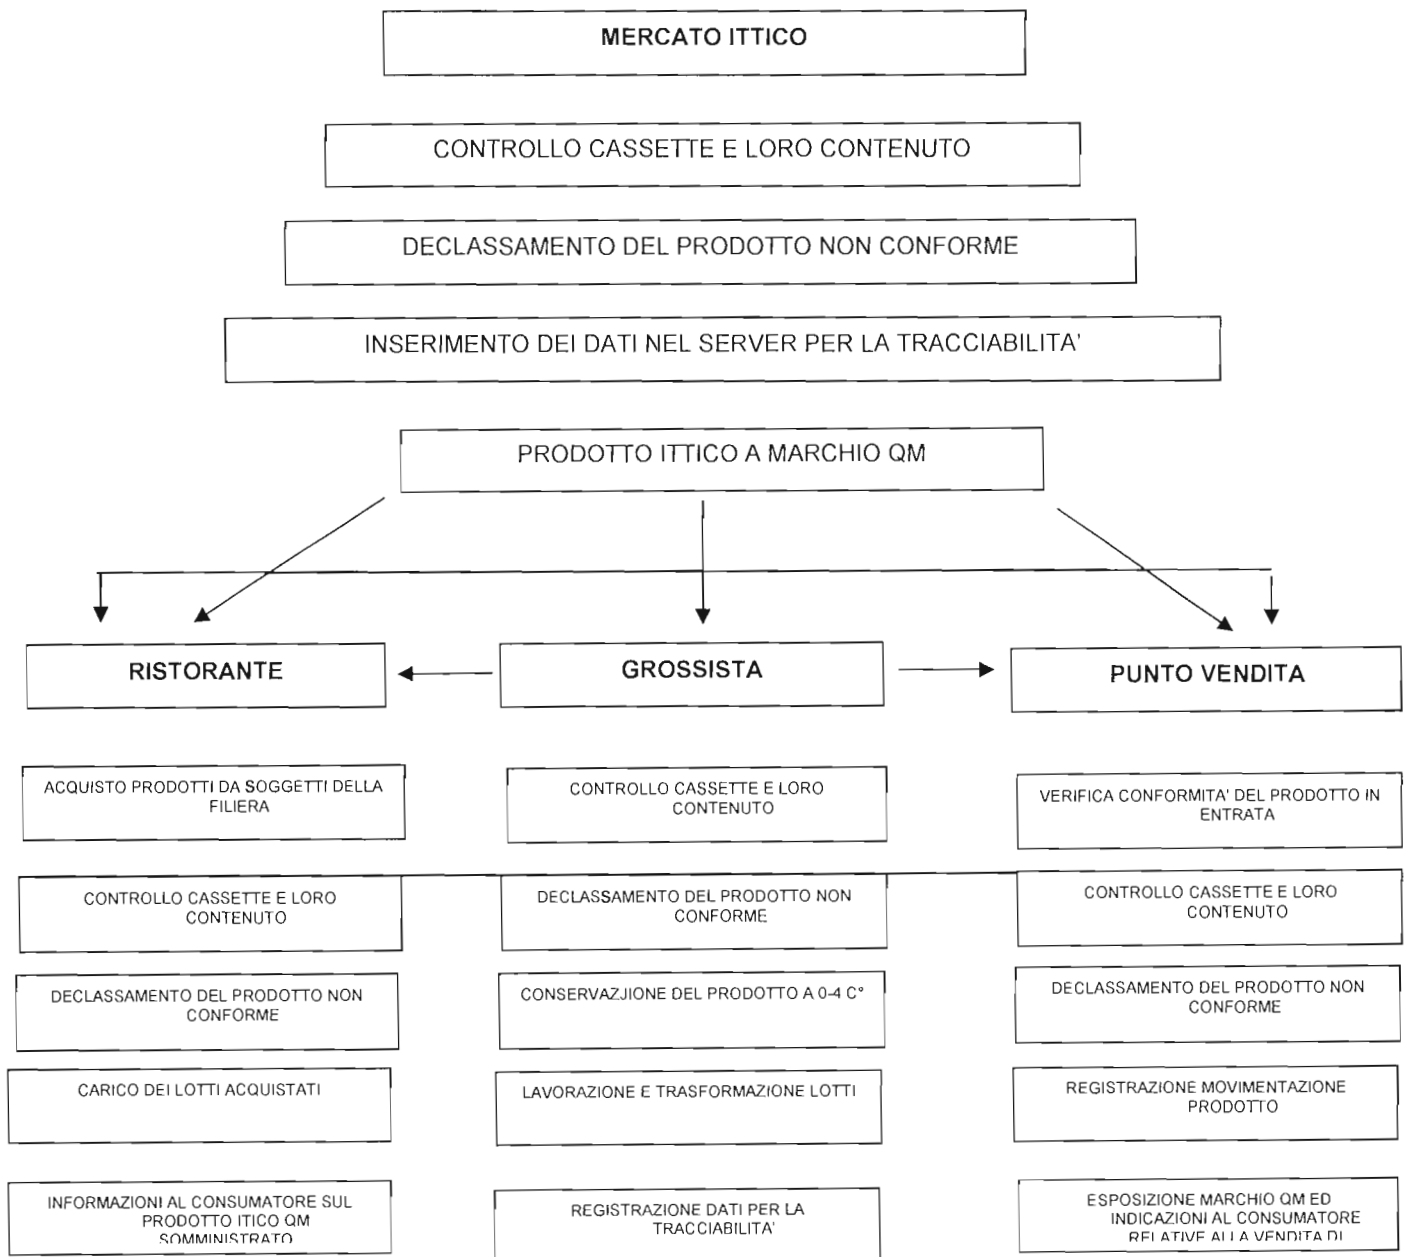 MERCATO ITTICO
CONTROLLO CASSETTE E LORO CONTENUTO
DECLASSAMENTO DEL PRODOTTO NON CONFORME
INSERIMENTO DEI DATI NEL SERVER PER LA TRACCIABILITA'
PRODOTTO ITTICO A MARCHIO QM
RISTORANTE
GROSSISTA
PUNTO VENDITA
ACQUISTO PRODOTTI DA SOGGETTI DELLA
FILIERA
CONTROLLO CASSETTE E LORO
CONTENUTO
VERIFICA CONFORMITA' DEL PRODOTTO IN
ENTRATA
CONTROLLO CASSETTE E LORO
CONTENUTO
DECLASSAMENTO DEL PRODOTTO NON
CONFORME
CONTROLLO CASSETTE E LORO
CONTENUTO
DECLASSAMENTO DEL PRODOTTO NON
CONFORME
CONSERVAZJIONE DEL PRODOTTO A 0-4 C°
DECLASSAMENTO DEL PRODOTTO NON
CONFORME
CARICO DEI LOTTI ACQUISTATI
LAVORAZIONE E TRASFORMAZIONE LOTTI
REGISTRAZIONE MOVIMENTAZIONE
PRODOTTO
INFORMAZIONI AL CONSUMATORE SUL
PRODOTTO ITICO QM
SOMMINISTRATO
REGISTRAZIONE DATI PER LA
TRACCIABILITA'
ESPOSIZIONE MARCHIO QM ED
INDICAZIONI AL CONSUMATORE
RELATIVE ALLA VENDITA DI